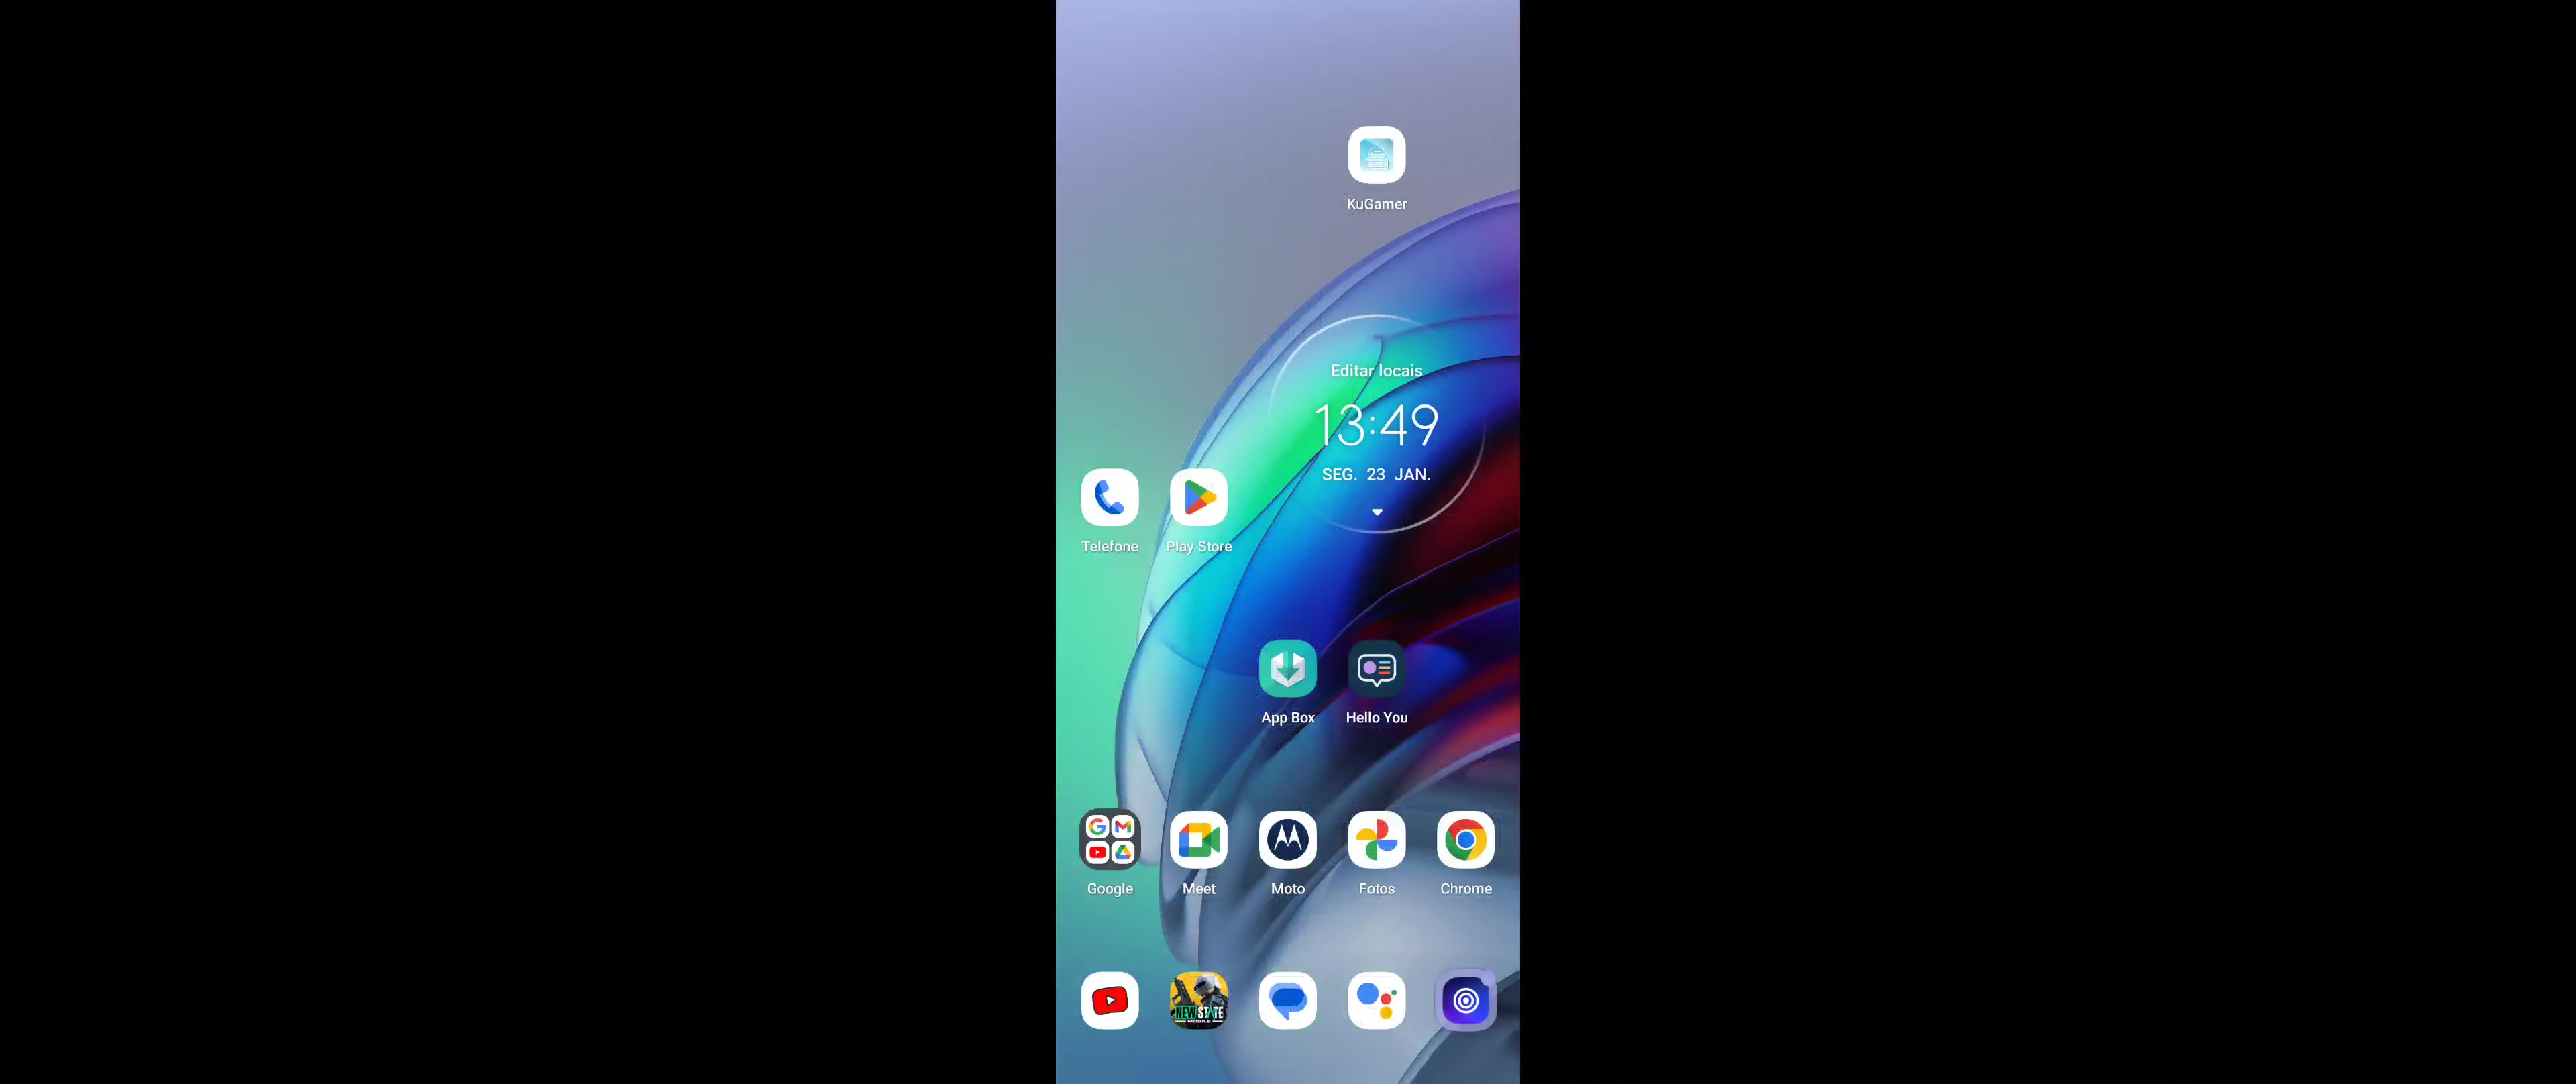 KuGamer
Editar locais
13:49
SEG. 23 JAN.
Telefone
Play Store
App Box
Hello You
Google
Meet
Moto
Fotos
Chrome
NEW STATE
MOBILE